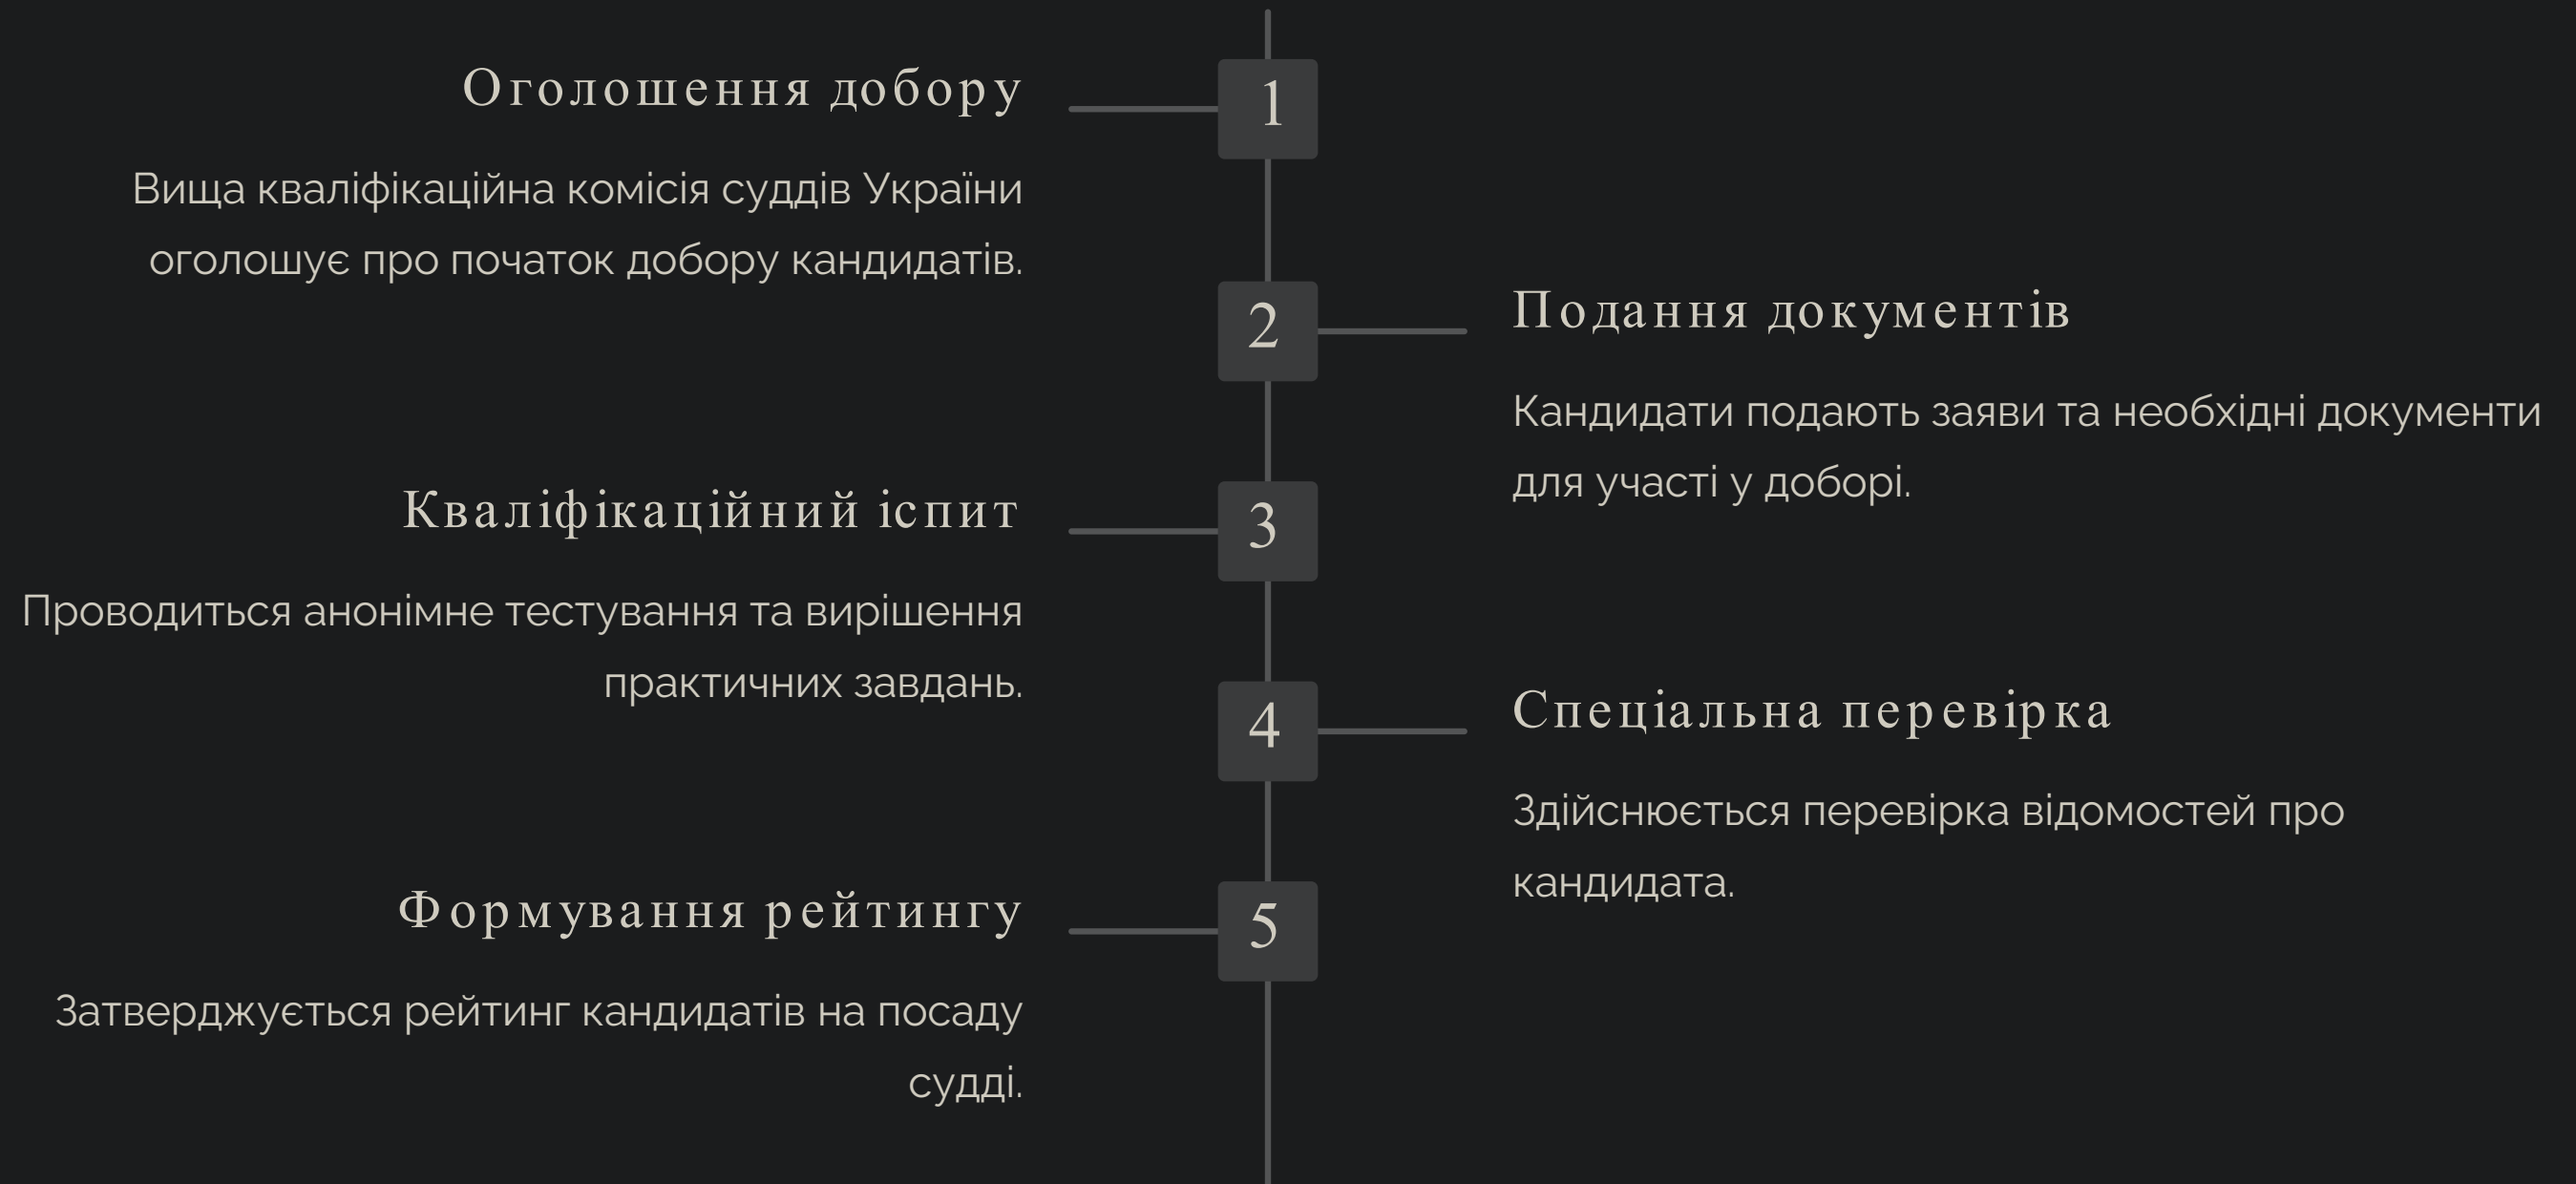 1
Оголошення добору
Вища кваліфікаційна комісія суддів України
оголошує про початок добору кандидатів.
2
Подання документів
Кандидати подають заяви та необхідні документи
для участі у доборі.
3
Кваліфікаційний іспит
Проводиться анонімне тестування та вирішення
практичних завдань.
4
Спеціальна перевірка
Здійснюється перевірка відомостей про
кандидата.
5
Формування рейтингу
Затверджується рейтинг кандидатів на посаду
судді.